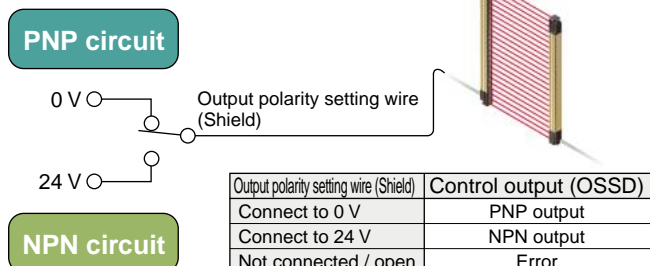 PNP circuit
0 V
Output polarity setting wire
(Shield)
24 V
NPN circuit
Output polarity setting wire (Shield) Control output (OSSD)
Connect to 0 V PNP output
Connect to 24 V NPN output
Not connected / open Error